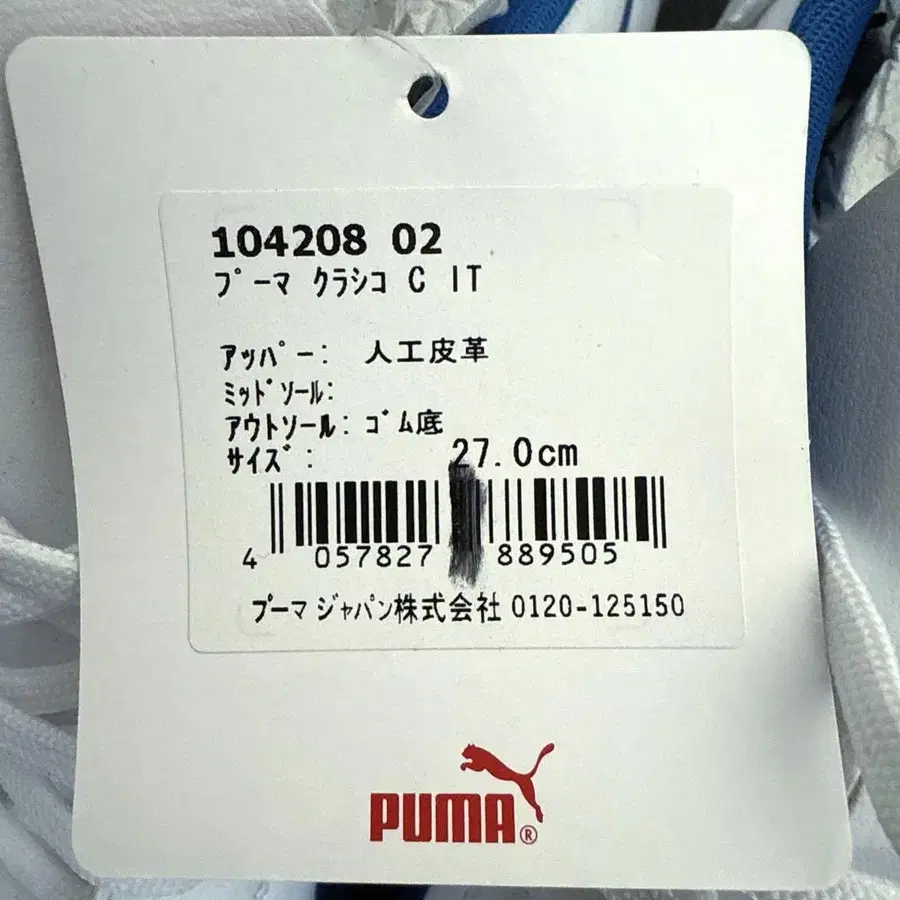 104208 02
プーマ クラシコ C IT
アッパー: 人工皮革
ミッドソール:
アウトソール: ゴム底
サイズ: 27.0cm
4 057827 889505
プーマ ジャパン株式会社 0120-125150
PUMA®